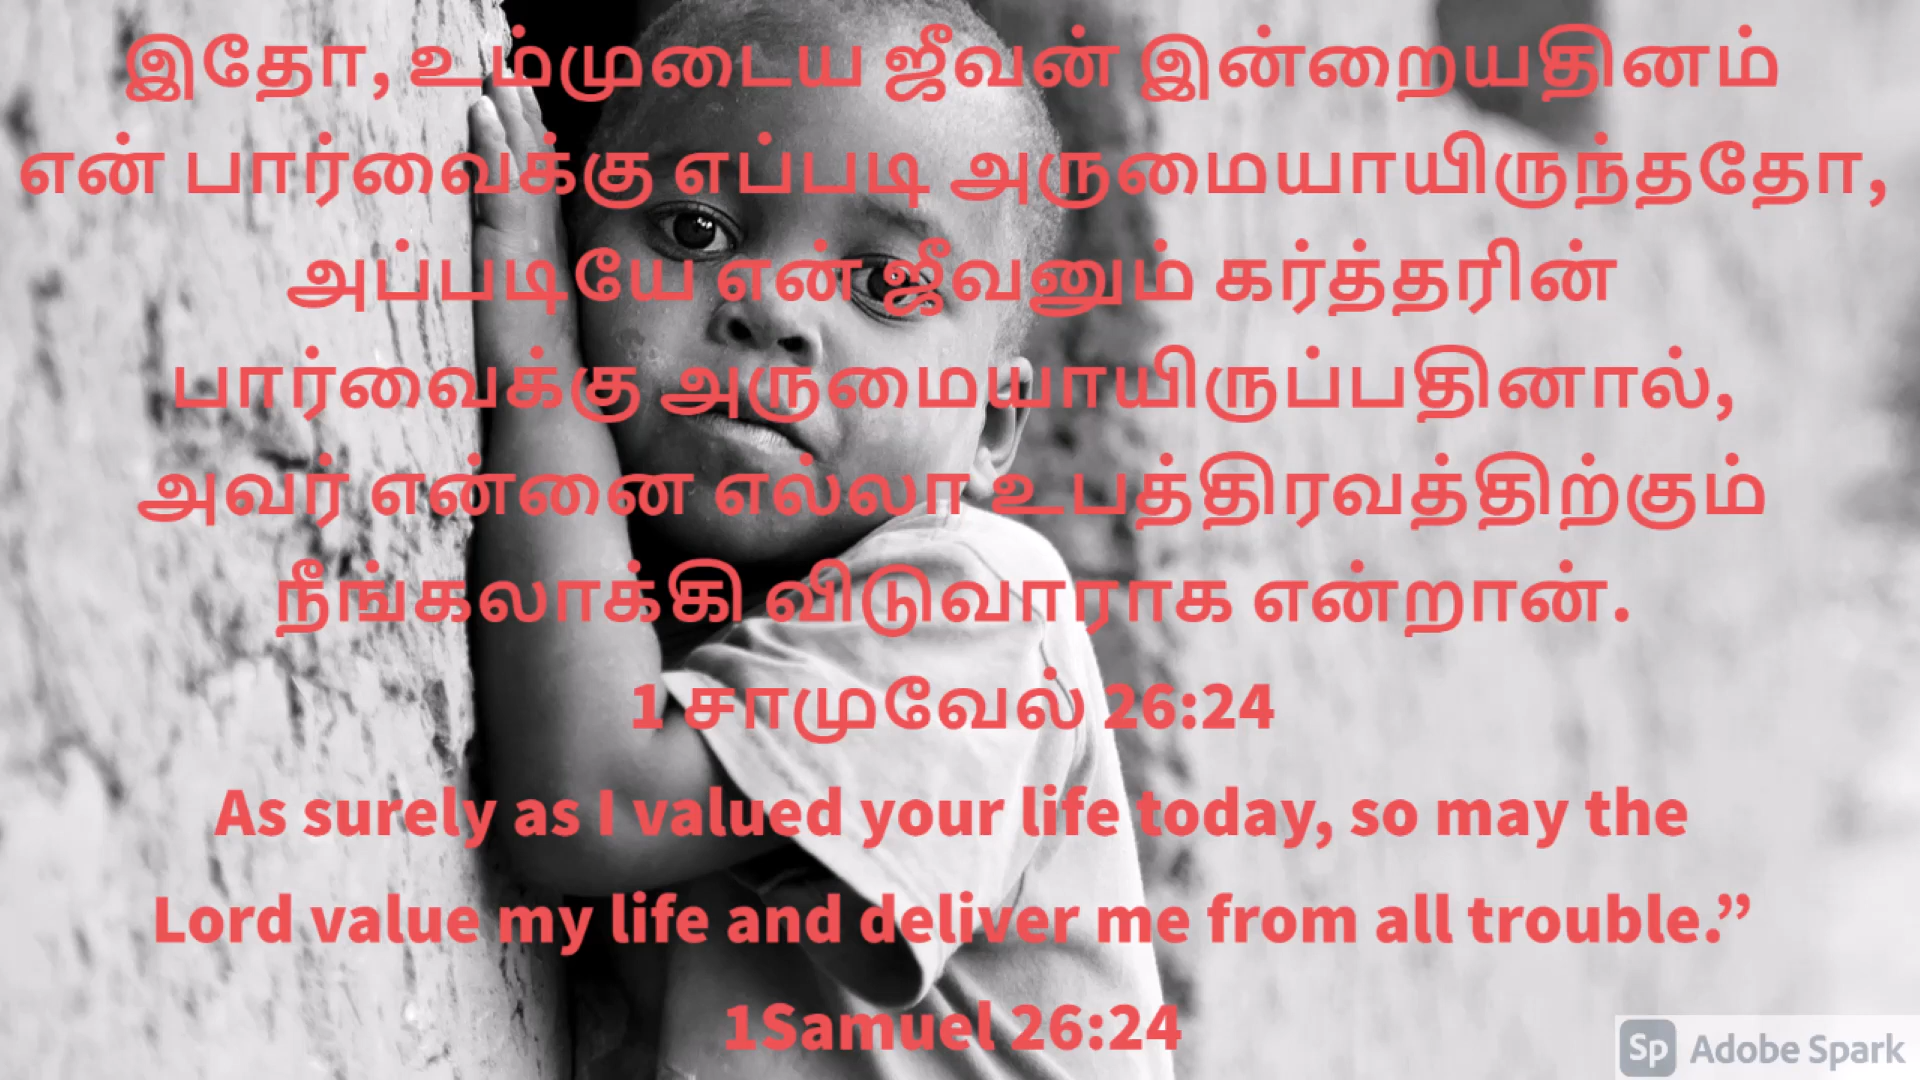 இதோ, உம்முடைய ஜீவன் இன்றையதினம்
என் பார்வைக்கு எப்படி அருமையாயிருந்ததோ,
அப்படியே என் ஜீவனும் கர்த்தரின்
பார்வைக்கு அருமையாயிருப்பதினால்,
அவர் என்னை எல்லா உபத்திரவத்திற்கும்
நீங்கலாக்கி விடுவாராக என்றான்.
1 சாமுவேல் 26:24
As surely as I valued your life today, so may the
Lord value my life and deliver me from all trouble.”
1Samuel 26:24
Sp Adobe Spark